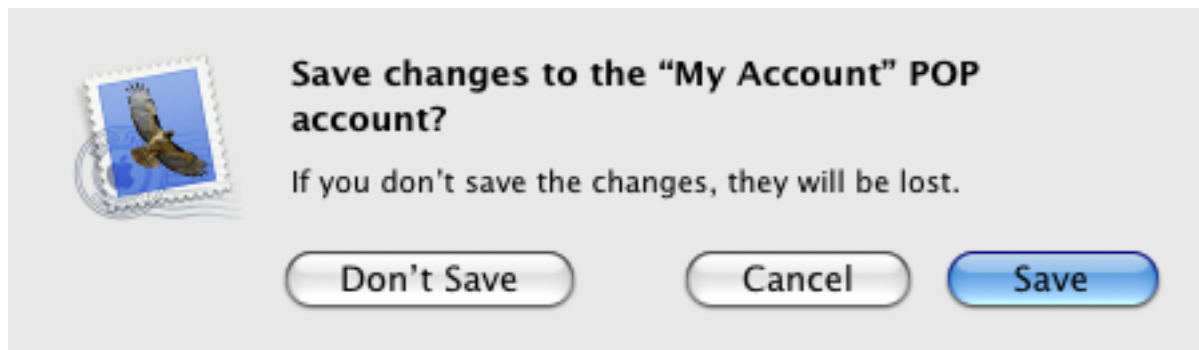 Save changes to the “My Account” POP
account?
If you don’t save the changes, they will be lost.
Don’t Save
Cancel
Save